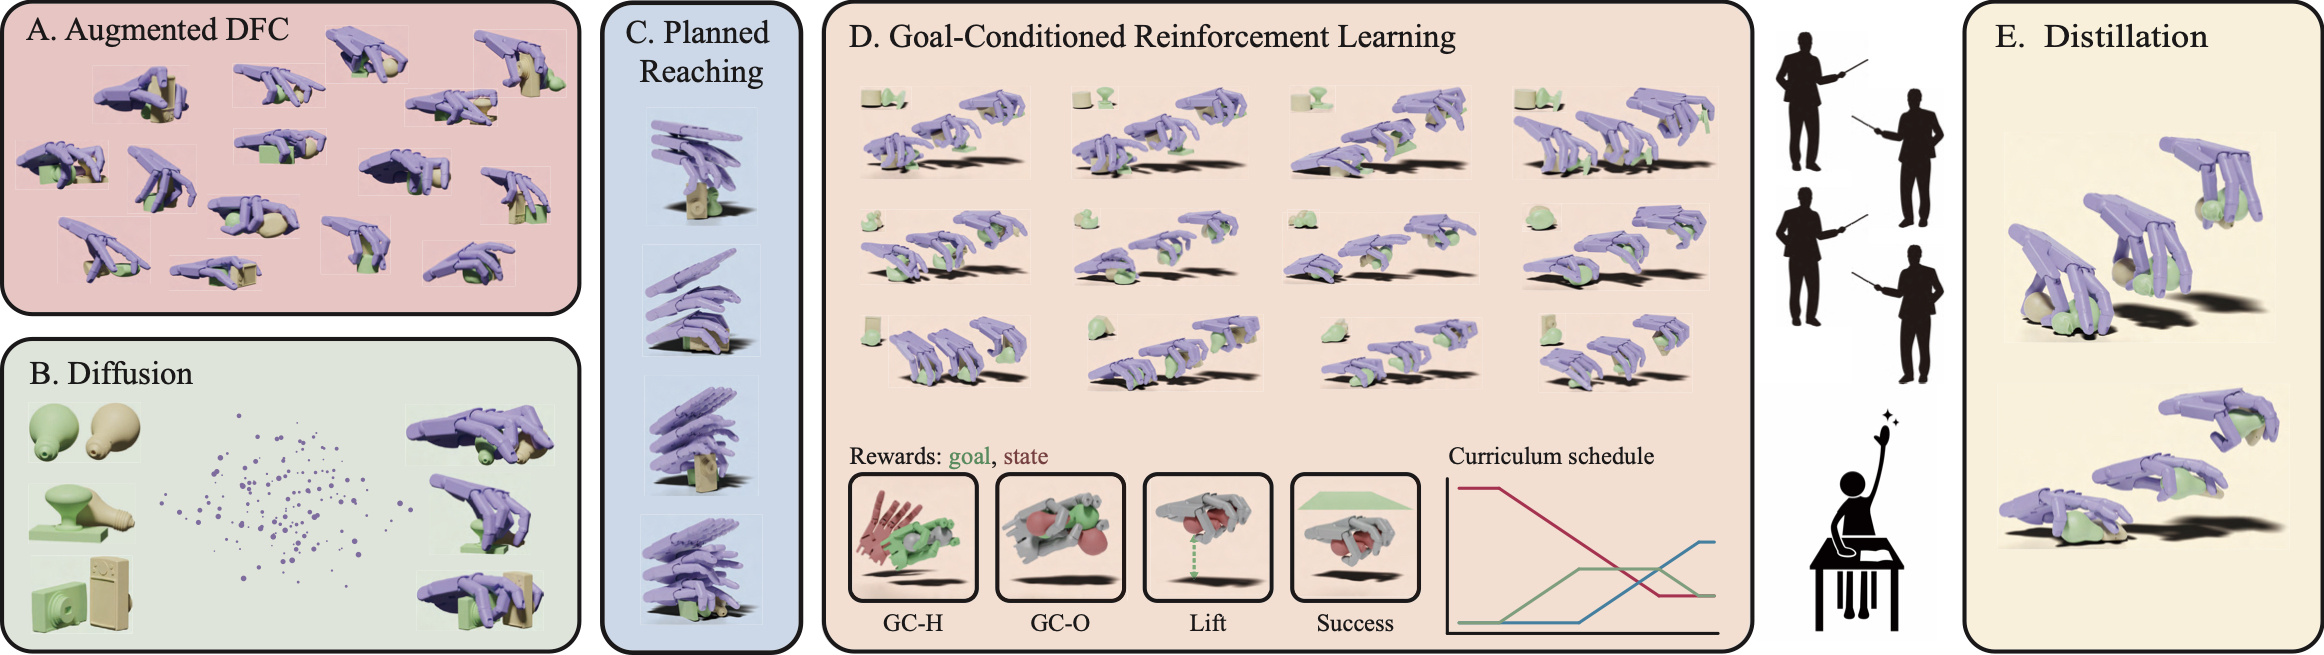 A. Augmented DFC
B. Diffusion
C. Planned
Reaching
D. Goal-Conditioned Reinforcement Learning
Rewards: goal, state
GC-H
GC-O
Lift
Success
Curriculum schedule
E. Distillation